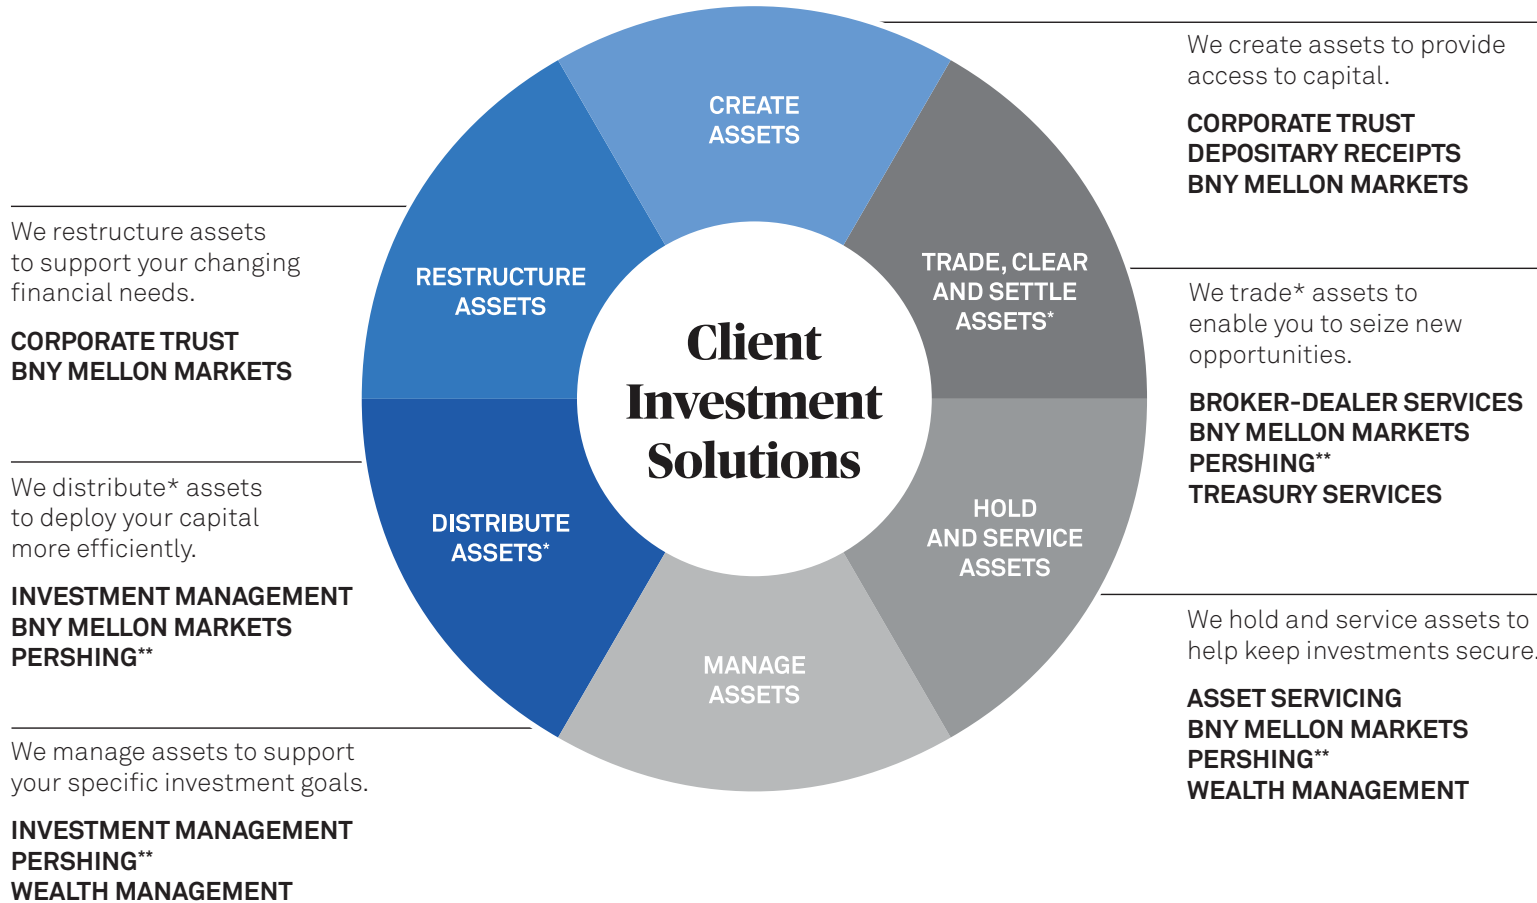 CREATE
ASSETS
We create assets to provide
access to capital.
CORPORATE TRUST
DEPOSITARY RECEIPTS
BNY MELLON MARKETS
TRADE, CLEAR
AND SETTLE
ASSETS*
We trade* assets to
enable you to seize new
opportunities.
BROKER-DEALER SERVICES
BNY MELLON MARKETS
PERSHING**
TREASURY SERVICES
HOLD
AND SERVICE
ASSETS
We hold and service assets to
help keep investments secure.
ASSET SERVICING
BNY MELLON MARKETS
PERSHING**
WEALTH MANAGEMENT
MANAGE
ASSETS
We manage assets to support
your specific investment goals.
INVESTMENT MANAGEMENT
PERSHING**
WEALTH MANAGEMENT
DISTRIBUTE
ASSETS*
We distribute* assets
to deploy your capital
more efficiently.
INVESTMENT MANAGEMENT
BNY MELLON MARKETS
PERSHING**
RESTRUCTURE
ASSETS
We restructure assets
to support your changing
financial needs.
CORPORATE TRUST
BNY MELLON MARKETS
Client
Investment
Solutions